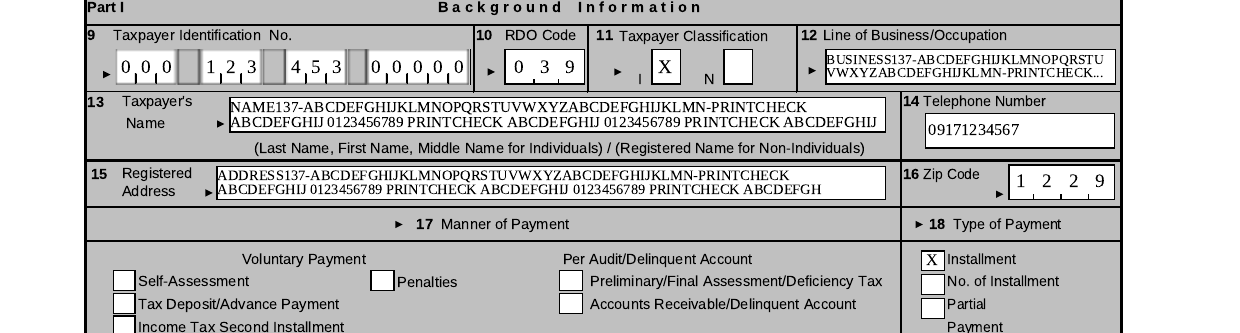 Part I Background Information
9 Taxpayer Identification No. 10 RDO Code 11 Taxpayer Classification 12 Line of Business/Occupation
000 123 453 00000 039 I X N BUSINESS137-ABCDEFGHIJKLMNOPQRSTU
VWXYZABCDEFGHIJKLMN-PRINTCHECK...
13 Taxpayer's Name NAME137-ABCDEFGHIJKLMNOPQRSTUVWXYZABCDEFGHIJKLMN-PRINTCHECK
ABCDEFGHIJ 0123456789 PRINTCHECK ABCDEFGHIJ 0123456789 PRINTCHECK ABCDEFGHIJ
(Last Name, First Name, Middle Name for Individuals) / (Registered Name for Non-Individuals)
14 Telephone Number
09171234567
15 Registered Address ADDRESS137-ABCDEFGHIJKLMNOPQRSTUVWXYZABCDEFGHIJKLMN-PRINTCHECK
ABCDEFGHIJ 0123456789 PRINTCHECK ABCDEFGHIJ 0123456789 PRINTCHECK ABCDEFGH
16 Zip Code 1229
17 Manner of Payment 18 Type of Payment
Voluntary Payment Per Audit/Delinquent Account X Installment
Self-Assessment Penalties Preliminary/Final Assessment/Deficiency Tax No. of Installment
Tax Deposit/Advance Payment Accounts Receivable/Delinquent Account Partial
Income Tax Second Installment Payment